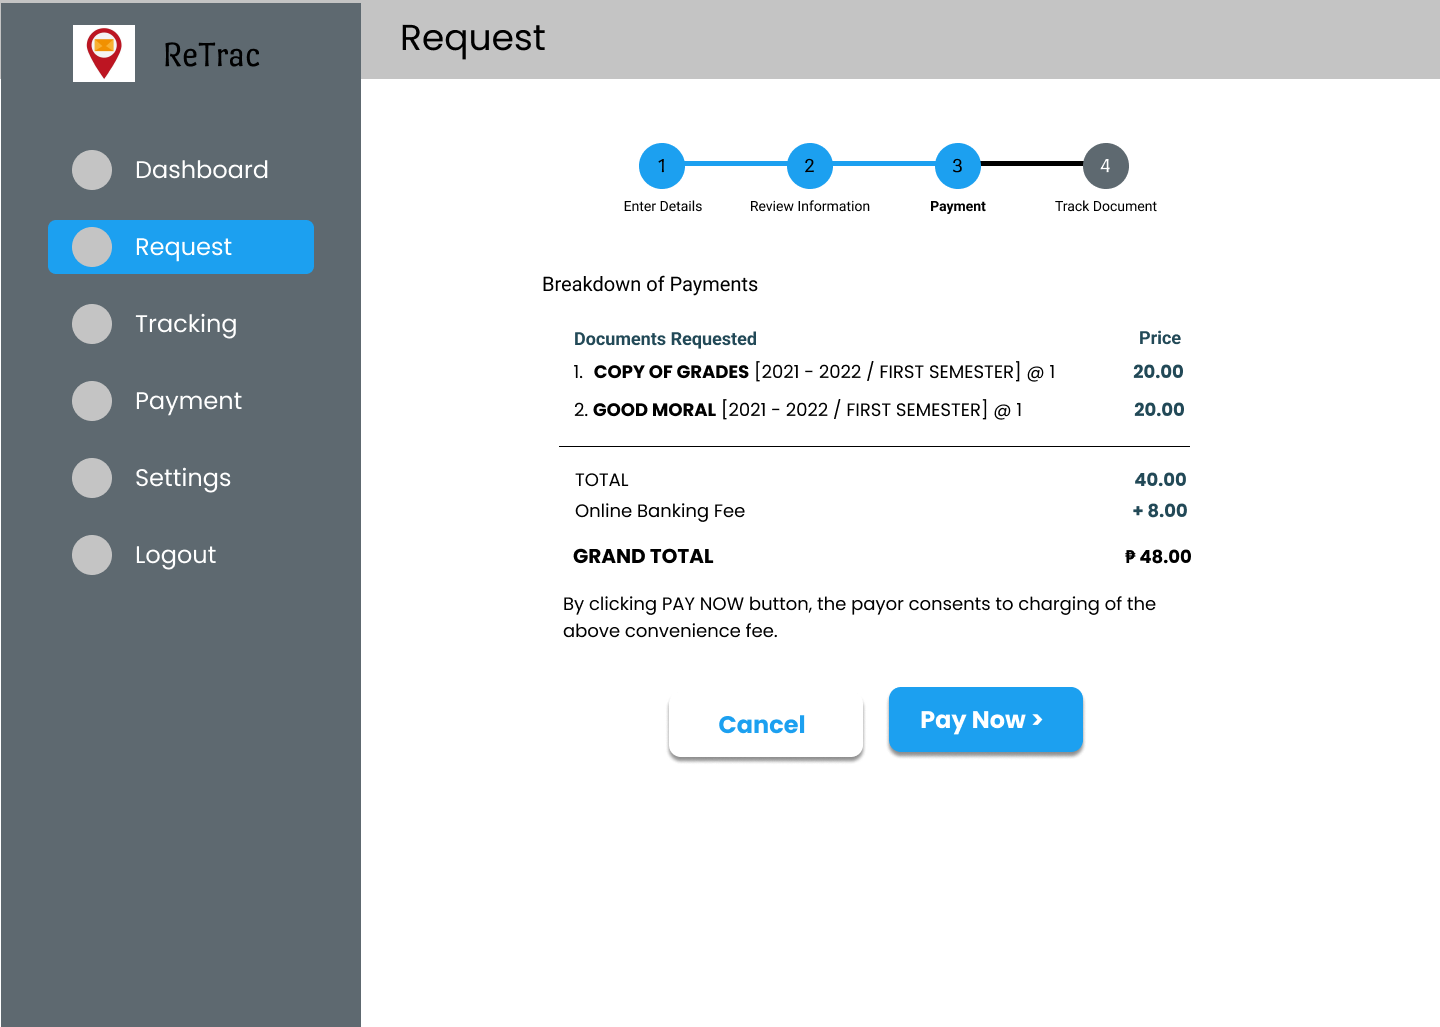 ReTrac
Request
Dashboard
Request
Tracking
Payment
Settings
Logout
1 2 3 4
Enter Details Review Information Payment Track Document
Breakdown of Payments
Documents Requested Price
1. COPY OF GRADES [2021 - 2022 / FIRST SEMESTER] @ 1 20.00
2. GOOD MORAL [2021 - 2022 / FIRST SEMESTER] @ 1 20.00
TOTAL 40.00
Online Banking Fee + 8.00
GRAND TOTAL ₱ 48.00
By clicking PAY NOW button, the payor consents to charging of the
above convenience fee.
Cancel Pay Now >